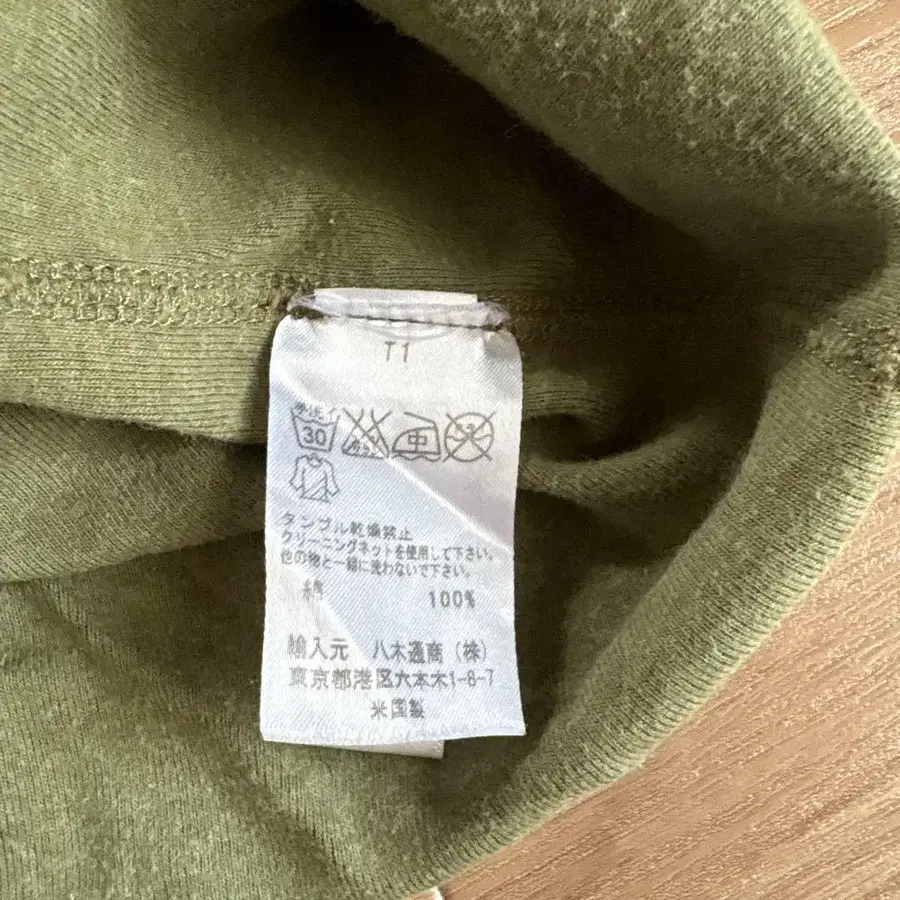 T1
30
タンブル乾燥禁止
クリーニングネットを使用して下さい。
他の物と一緒に洗わないで下さい。
綿 100%
輸入元 八木通商(株)
東京都港区六本木1-8-7
米国製